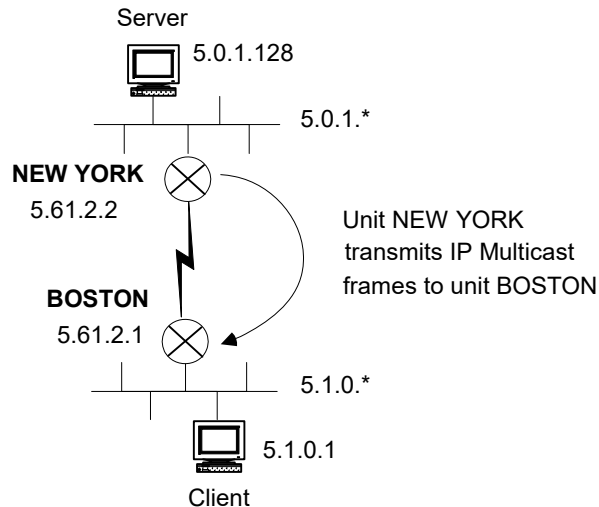 Server
5.0.1.128
5.0.1.*
NEW YORK
5.61.2.2
Unit NEW YORK
transmits IP Multicast
frames to unit BOSTON
BOSTON
5.61.2.1
5.1.0.*
5.1.0.1
Client